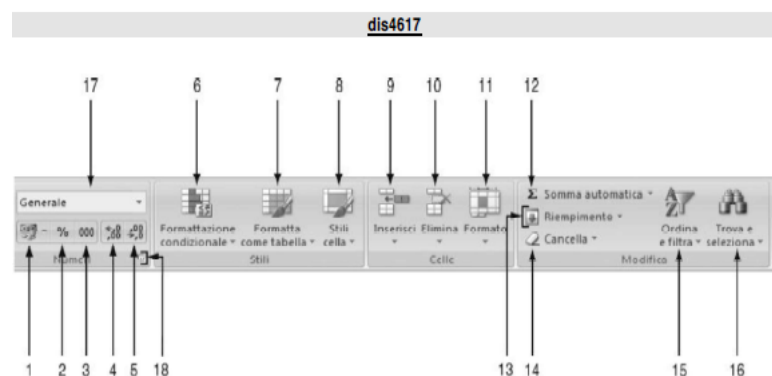 dis4617
17 6 7 8 9 10 11 12
Generale
% 000
Numeri
Formattazione
condizionale
Formatta
come tabella
Stili
cella
Stili
Inserisci Elimina Formato
Celle
Σ Somma automatica
13
Riempimento
Cancella
Ordina
e filtra
Trova e
seleziona
Modifica
1 2 3 4 5 18 14 15 16